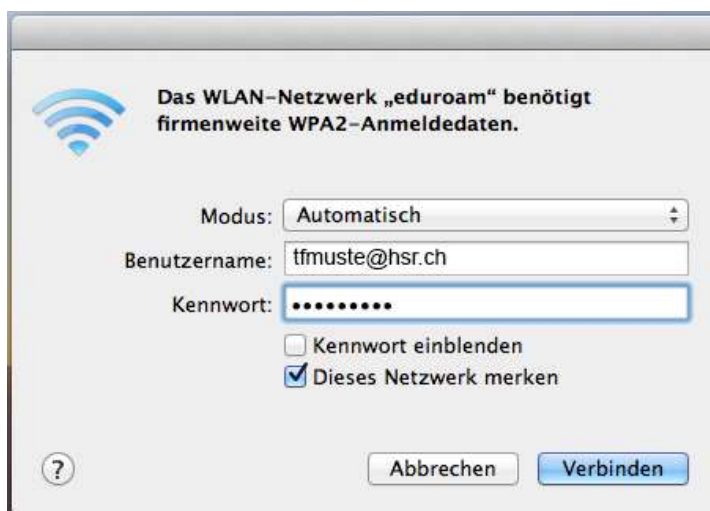 Das WLAN-Netzwerk „eduroam“ benötigt
firmenweite WPA2-Anmeldedaten.
Modus: Automatisch
Benutzername: tfmuste@hsr.ch
Kennwort: •••••••••
Kennwort einblenden
Dieses Netzwerk merken
? Abbrechen Verbinden